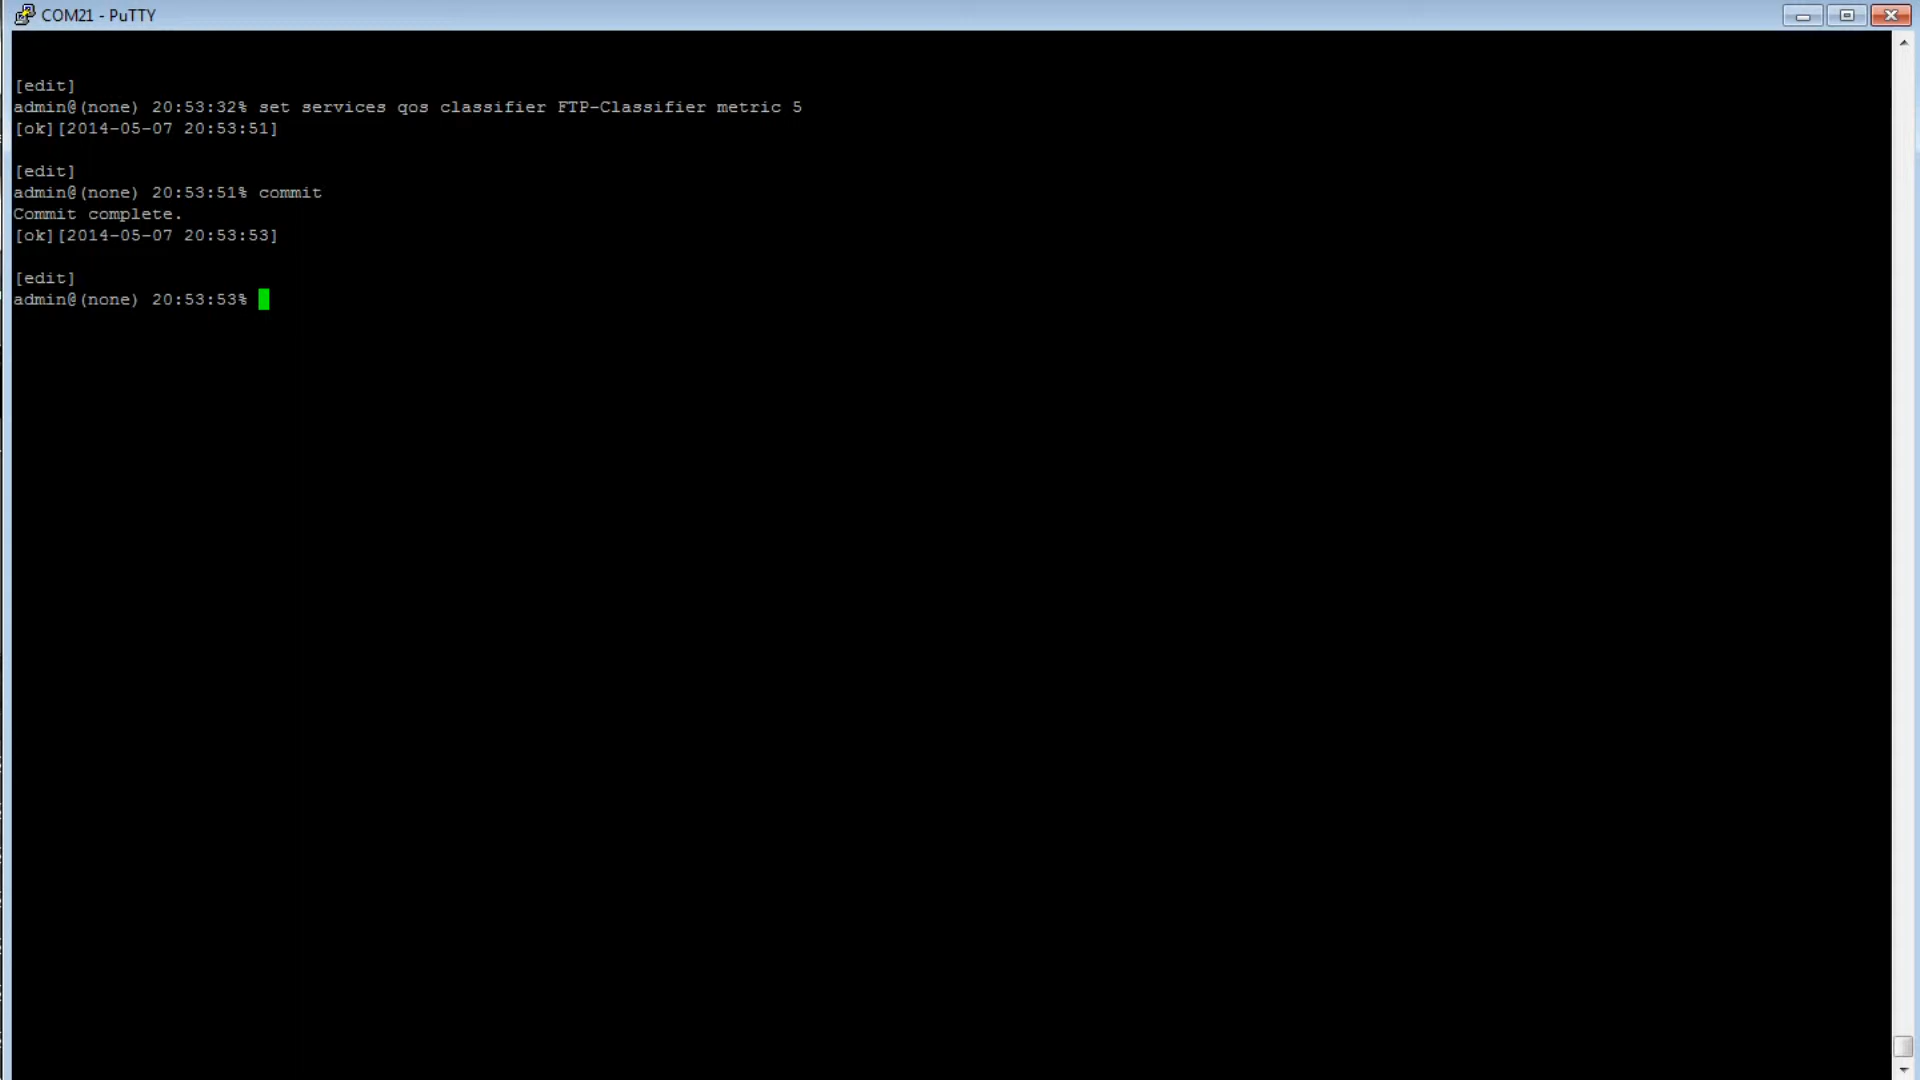 COM21 - PuTTY
[edit]
admin@(none) 20:53:32% set services qos classifier FTP-Classifier metric 5
[ok][2014-05-07 20:53:51]
[edit]
admin@(none) 20:53:51% commit
Commit complete.
[ok][2014-05-07 20:53:53]
[edit]
admin@(none) 20:53:53%